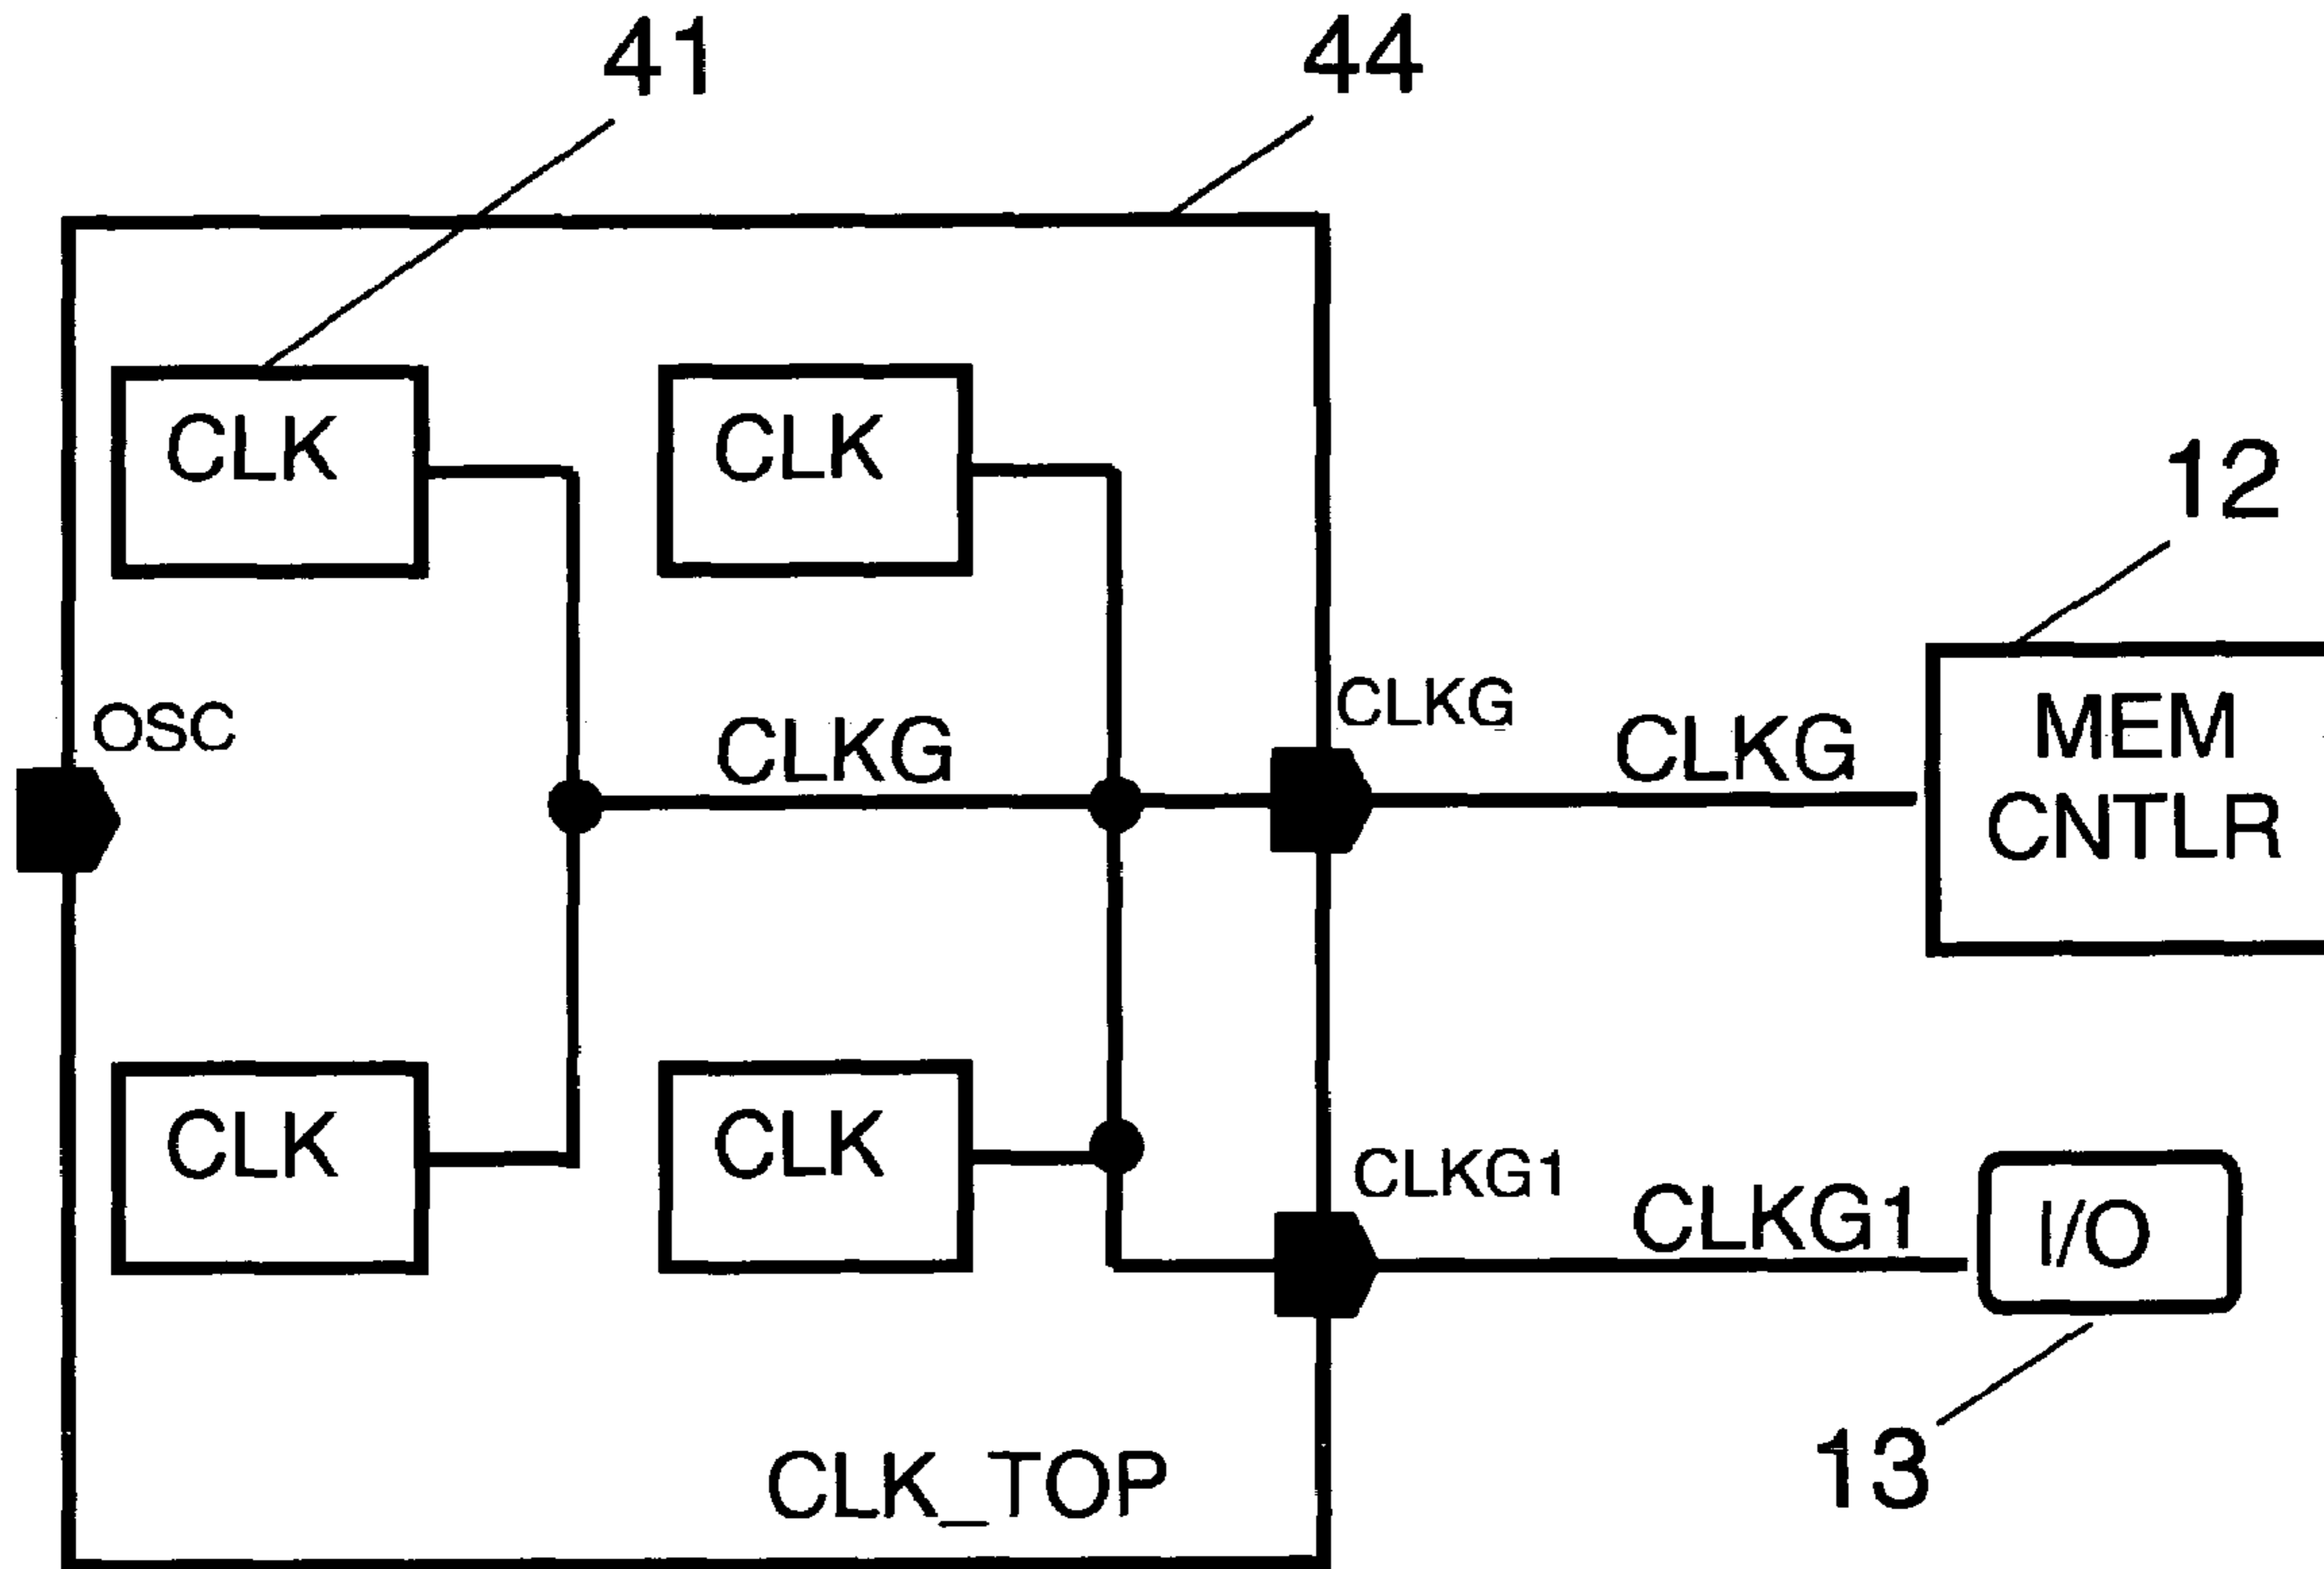 41
44
CLK
CLK
12
OSC
CLKG
CLKG
CLKG
MEM
CNTLR
CLK
CLK
CLKG1
CLKG1
I/O
CLK_TOP
13